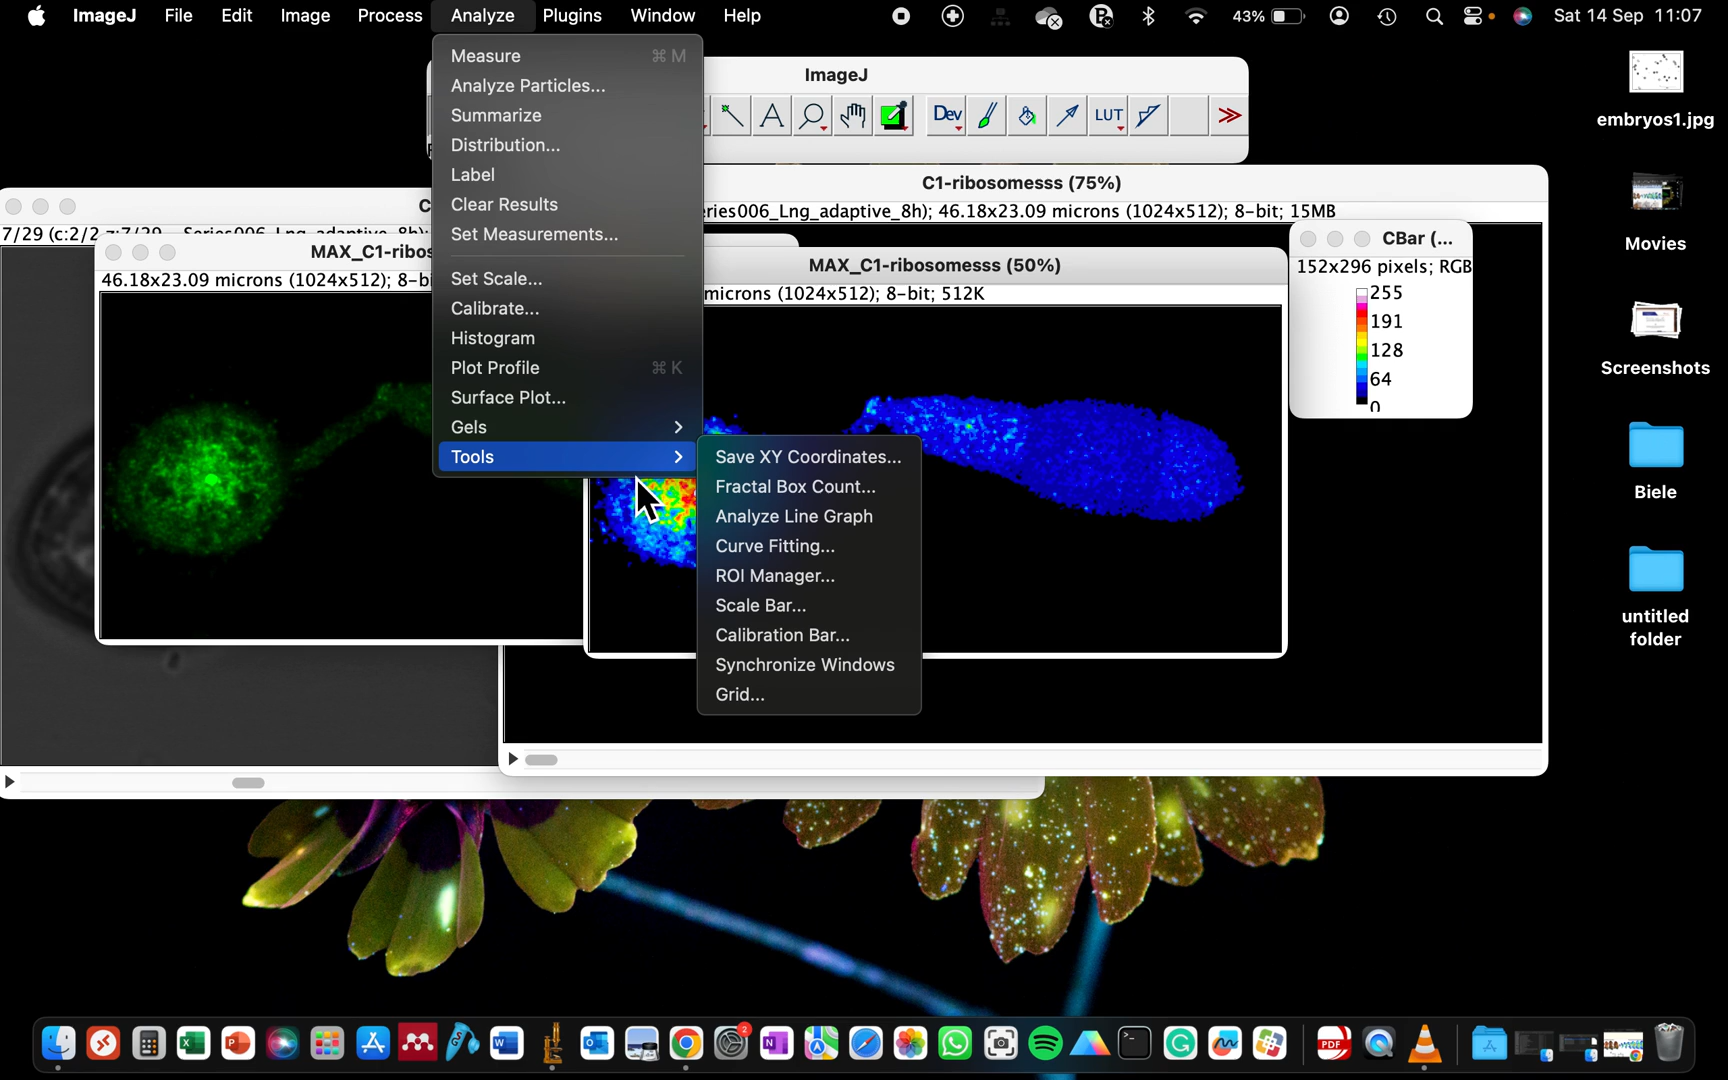 ImageJ File Edit Image Process Analyze Plugins Window Help 43% Sat 14 Sep 11:07
ImageJ
Dev LUT
Measure ⌘ M
Analyze Particles...
Summarize
Distribution...
Label
Clear Results
Set Measurements...
Set Scale...
Calibrate...
Histogram
Plot Profile ⌘ K
Surface Plot...
Gels
Tools
Save XY Coordinates...
Fractal Box Count...
Analyze Line Graph
Curve Fitting...
ROI Manager...
Scale Bar...
Calibration Bar...
Synchronize Windows
Grid...
C1-ribosomesss (75%)
eries006_Lng_adaptive_8h); 46.18x23.09 microns (1024x512); 8-bit; 15MB
MAX_C1-ribos
46.18x23.09 microns (1024x512); 8-bi
MAX_C1-ribosomesss (50%)
microns (1024x512); 8-bit; 512K
CBar (...
152x296 pixels; RGB
255
191
128
64
0
embryos1.jpg
Movies
Screenshots
Biele
untitled
folder
2
PDF